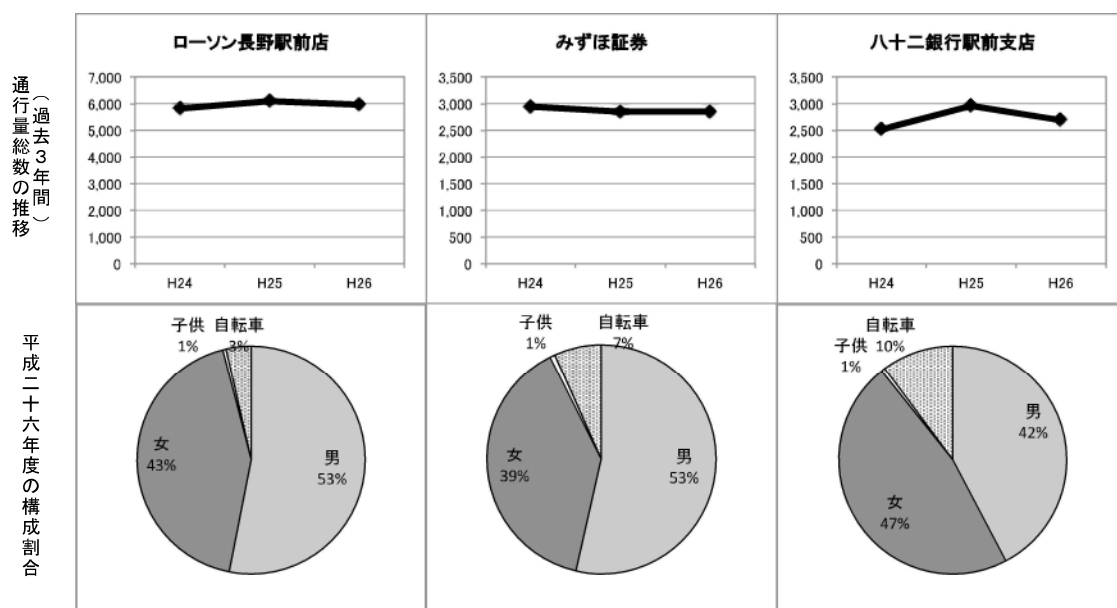 通行量総数の推移
（過去３年間）
ローソン長野駅前店
7,000
6,000
5,000
4,000
3,000
2,000
1,000
0
H24 H25 H26
みずほ証券
3,500
3,000
2,500
2,000
1,500
1,000
500
0
H24 H25 H26
八十二銀行駅前支店
3,500
3,000
2,500
2,000
1,500
1,000
500
0
H24 H25 H26
平成二十六年度の構成割合
子供
1%
自転車
3%
女
43%
男
53%
子供
1%
自転車
7%
女
39%
男
53%
自転車
10%
子供
1%
男
42%
女
47%